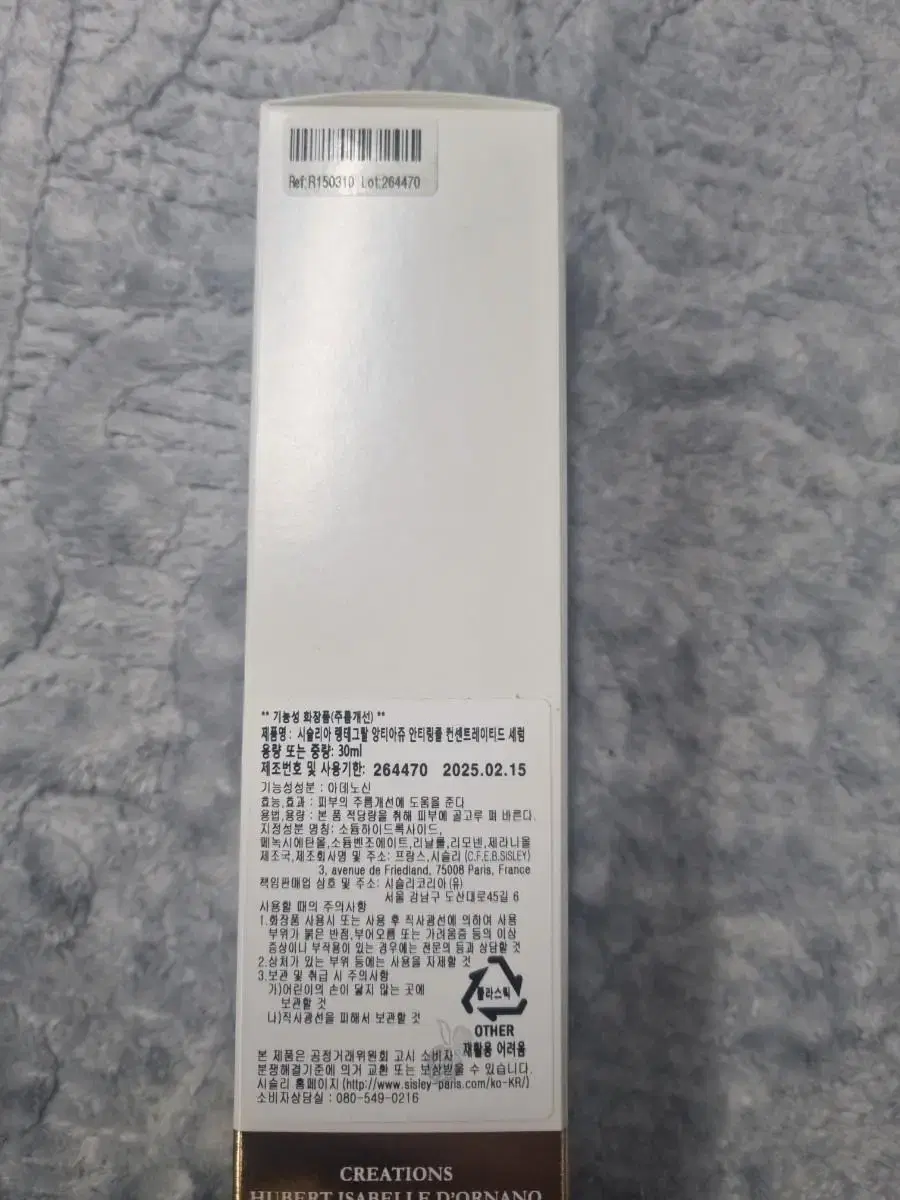 Ref:R150310 Lot:264470
** 기능성 화장품(주름개선) **
제품명 : 시슬리아 랭테그랄 앙티아쥬 안티링클 컨센트레이티드 세럼
용량 또는 중량: 30ml
제조번호 및 사용기한: 264470 2025.02.15
기능성성분 : 아데노신
효능,효과 : 피부의 주름개선에 도움을 준다
용법,용량 : 본 품 적당량을 취해 피부에 골고루 펴 바른다.
지정성분 명칭: 소듐하이드록사이드,
페녹시에탄올,소듐벤조에이트,리날룰,리모넨,제라니올
제조국,제조회사명 및 주소: 프랑스,시슬리 (C.F.E.B.SISLEY)
3, avenue de Friedland, 75008 Paris, France
책임판매업 상호 및 주소: 시슬리코리아(유)
서울 강남구 도산대로45길 6
사용할 때의 주의사항
1.화장품 사용시 또는 사용 후 직사광선에 의하여 사용
부위가 붉은 반점,부어오름 또는 가려움증 등의 이상
증상이나 부작용이 있는 경우에는 전문의 등과 상담할 것
2.상처가 있는 부위 등에는 사용을 자제할 것
3.보관 및 취급 시 주의사항
가)어린이의 손이 닿지 않는 곳에
보관할 것
나)직사광선을 피해서 보관할 것
플라스틱
OTHER
재활용 어려움
본 제품은 공정거래위원회 고시 소비자
분쟁해결기준에 의거 교환 또는 보상받을 수 있습니다.
시슬리 홈페이지(http://www.sisley-paris.com/ko-KR/)
소비자상담실 : 080-549-0216
CREATIONS
HUBERT ISABELLE D'ORNANO